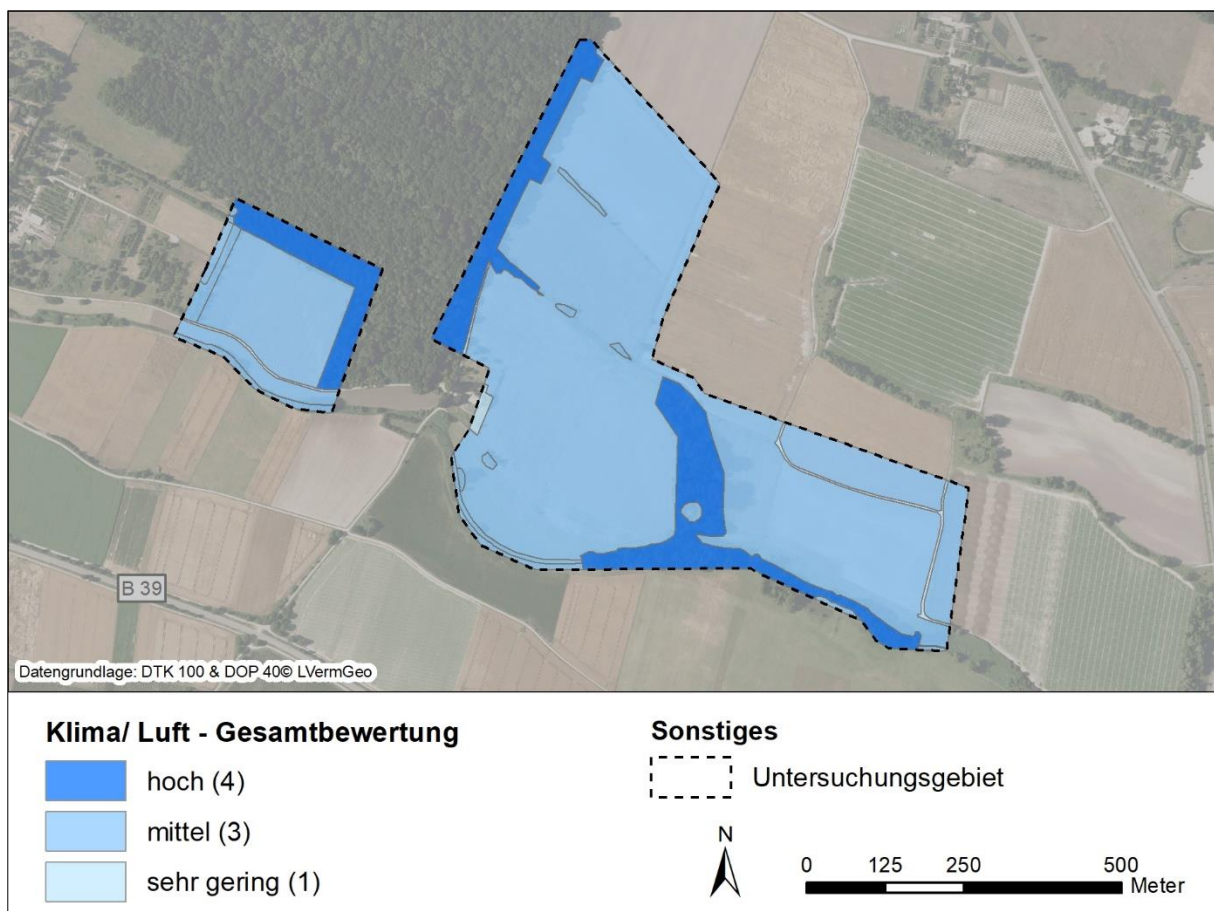 B 39
Datengrundlage: DTK 100 & DOP 40© LVermGeo
Klima/ Luft - Gesamtbewertung
hoch (4)
mittel (3)
sehr gering (1)
Sonstiges
Untersuchungsgebiet
N
0 125 250 500
Meter